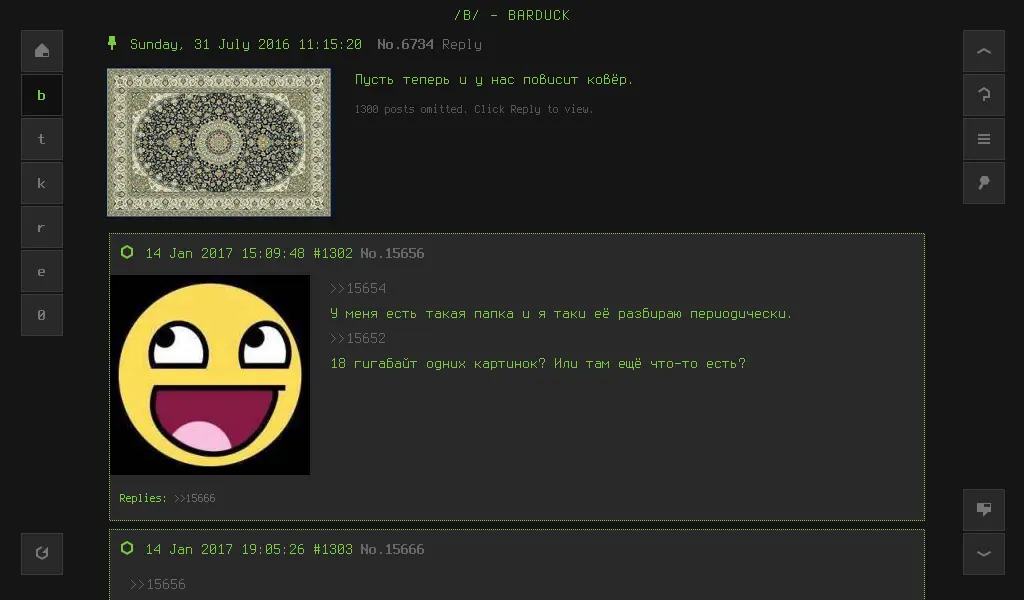 /B/ - BARDUCK
Sunday, 31 July 2016 11:15:20 No.6734 Reply
Пусть теперь и у нас повисит ковёр.
1300 posts omitted. Click Reply to view.
b
t
k
r
e
0
14 Jan 2017 15:09:48 #1302 No.15656
>>15654
У меня есть такая папка и я таки её разбираю периодически.
>>15652
18 гигабайт одних картинок? Или там ещё что-то есть?
Replies: >>15666
14 Jan 2017 19:05:26 #1303 No.15666
>>15656